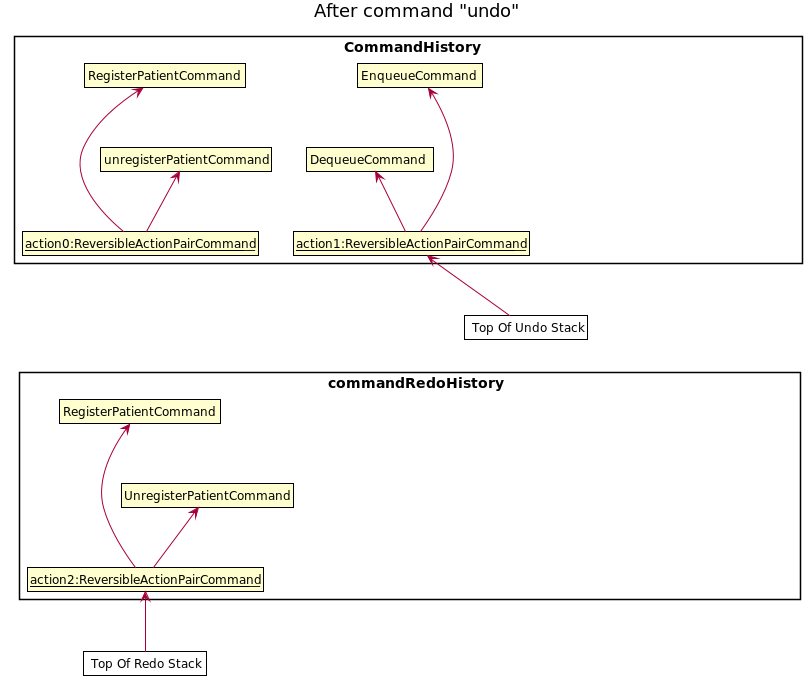 After command "undo"
CommandHistory
RegisterPatientCommand
EnqueueCommand
unregisterPatientCommand
DequeueCommand
action0:ReversibleActionPairCommand
action1:ReversibleActionPairCommand
Top Of Undo Stack
commandRedoHistory
RegisterPatientCommand
UnregisterPatientCommand
action2:ReversibleActionPairCommand
Top Of Redo Stack